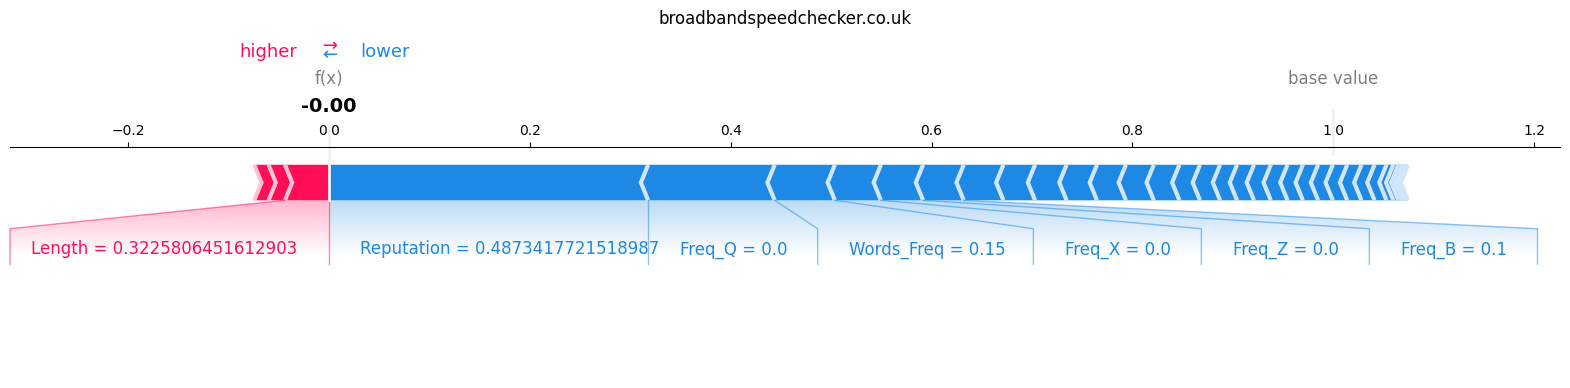 broadbandspeedchecker.co.uk
higher → ← lower
f(x) base value
-0.00
−0.2 0.0 0.2 0.4 0.6 0.8 1.0 1.2
Length = 0.3225806451612903 Reputation = 0.4873417721518987 Freq_Q = 0.0 Words_Freq = 0.15 Freq_X = 0.0 Freq_Z = 0.0 Freq_B = 0.1